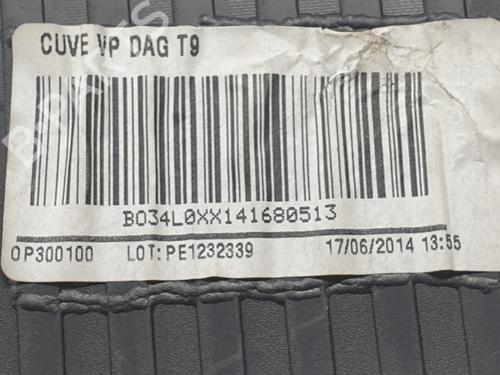 CUVE VP DAG T9
BO34L0XX141680513
OP300100 LOT: PE1232339 17/06/2014 13:55